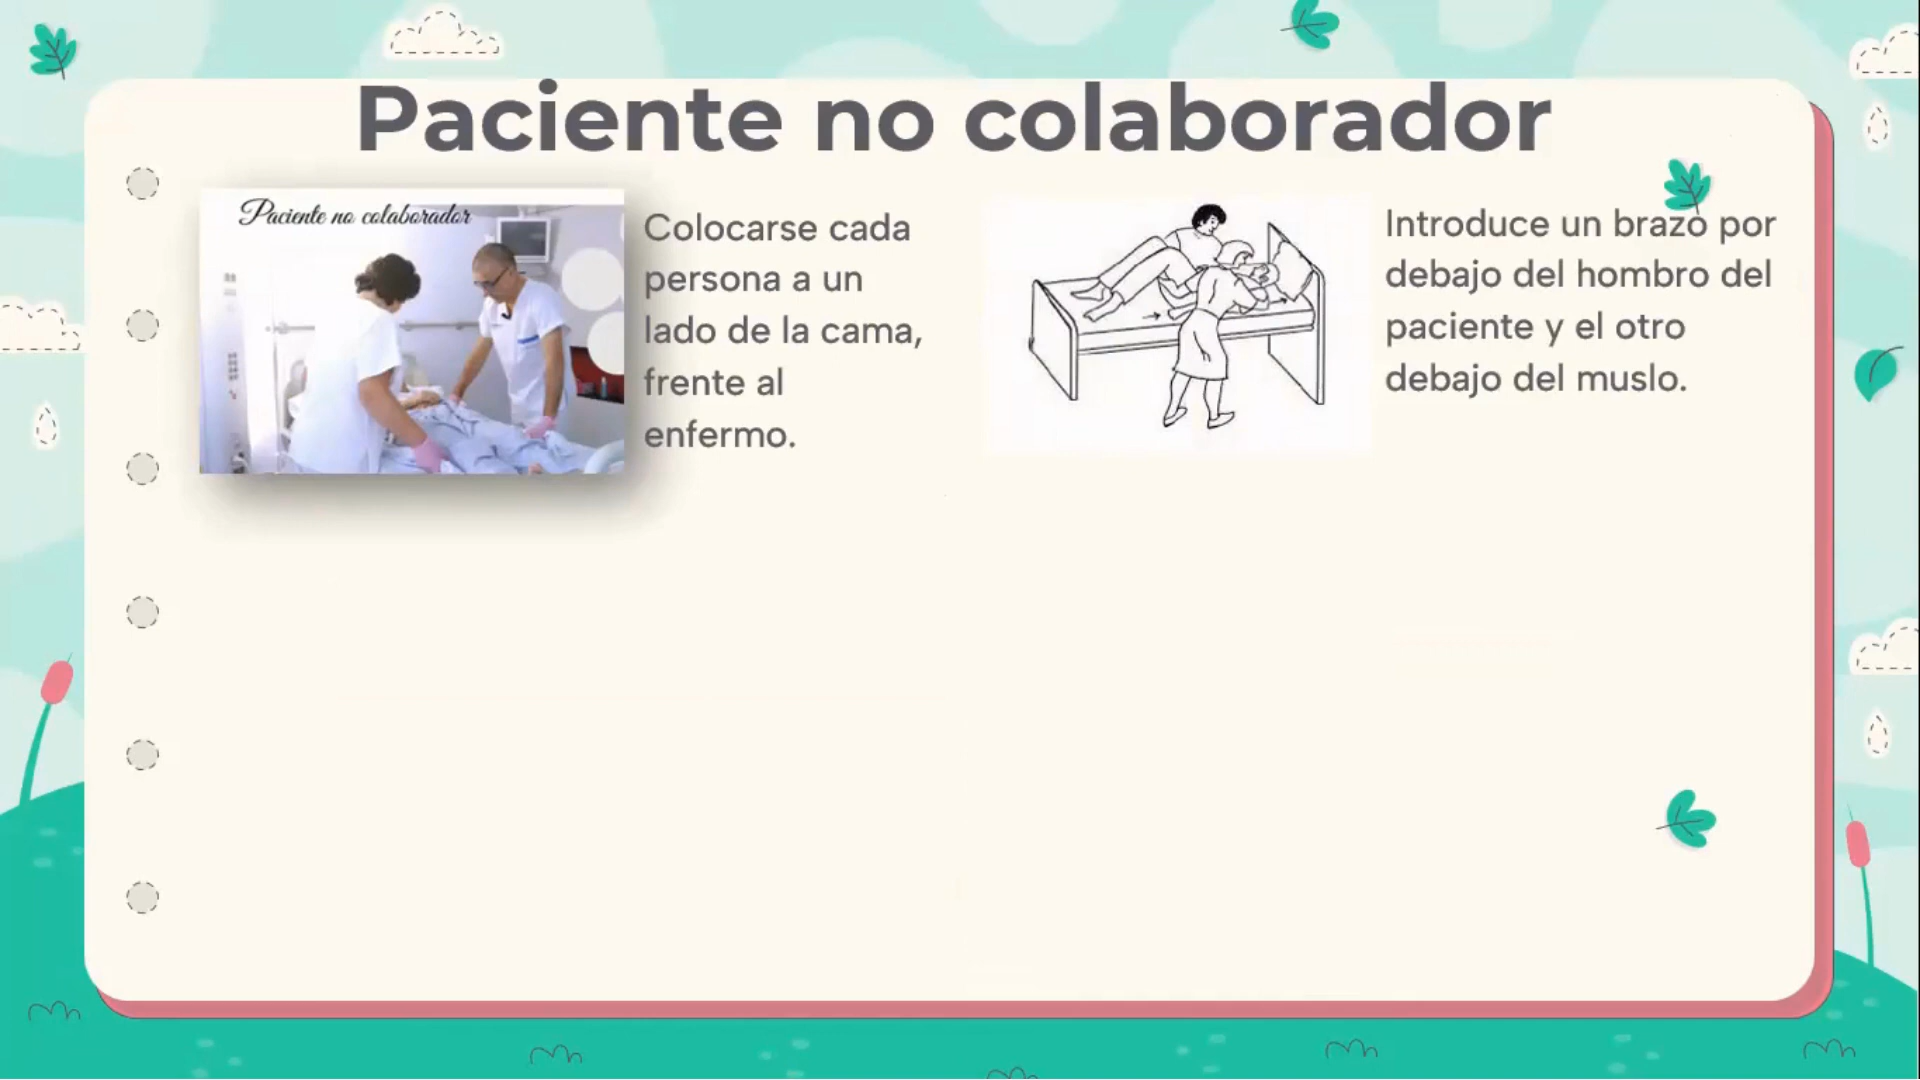 Paciente no colaborador
Paciente no colaborador
Colocarse cada
persona a un
lado de la cama,
frente al
enfermo.
Introduce un brazo por
debajo del hombro del
paciente y el otro
debajo del muslo.